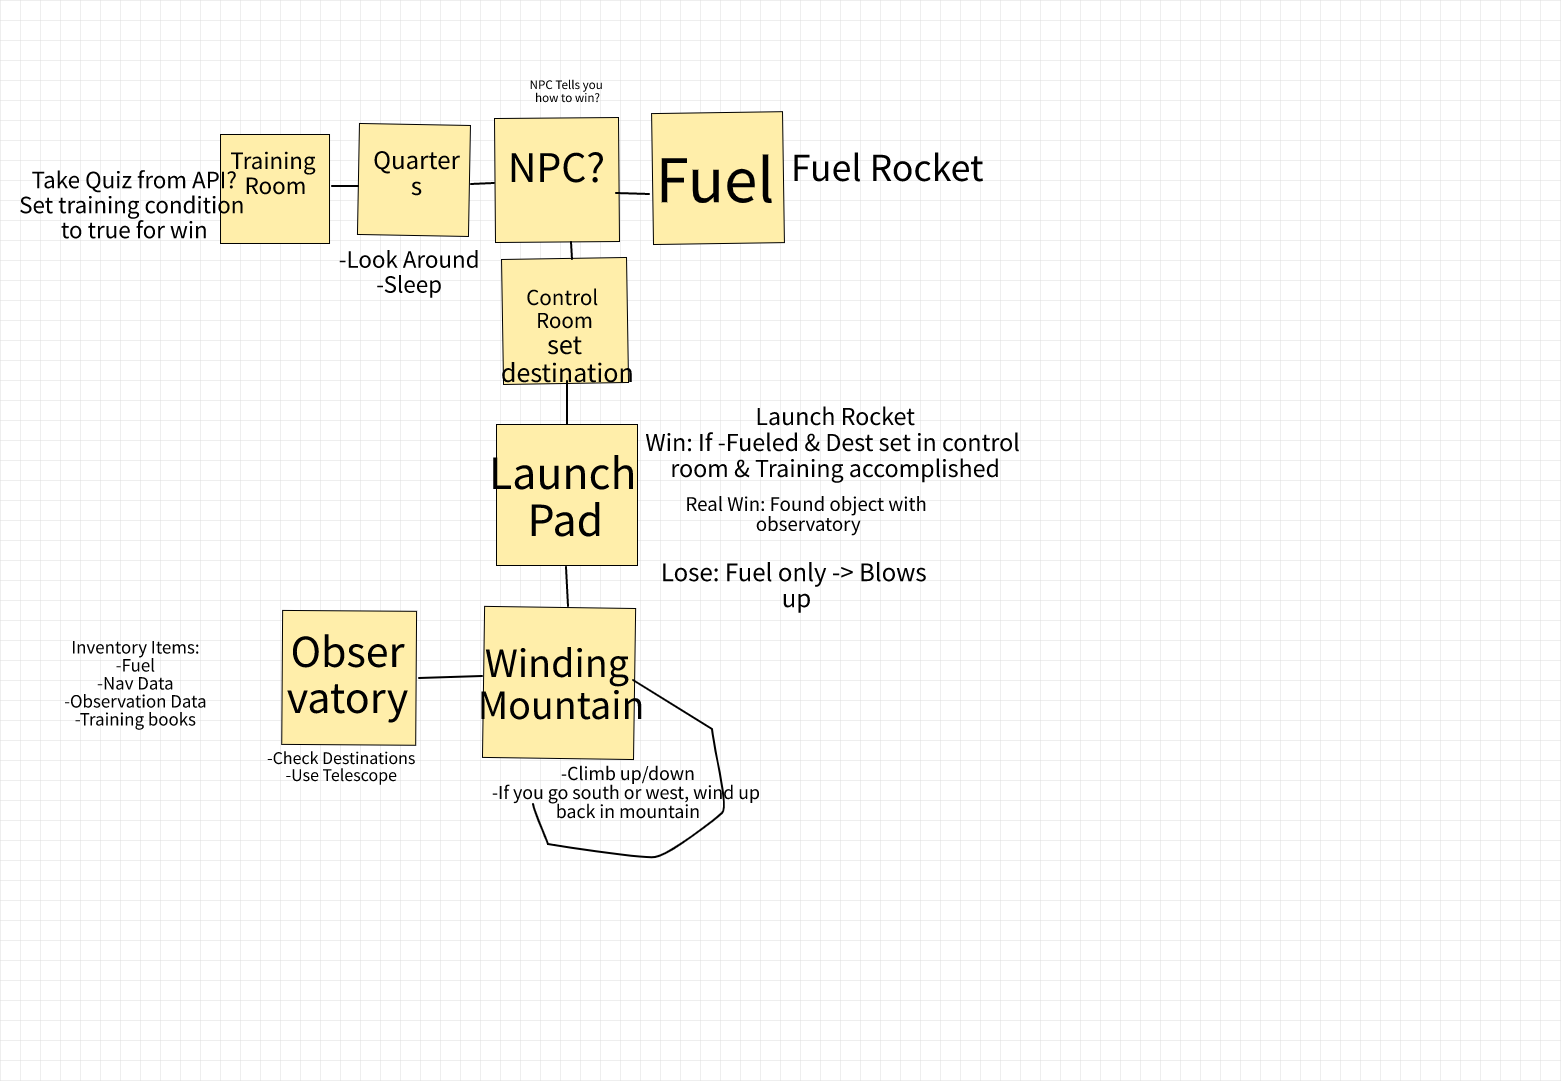 NPC Tells you
how to win?
Take Quiz from API?
Set training condition
to true for win
Training
Room
Quarter
s
-Look Around
-Sleep
NPC?
Fuel
Fuel Rocket
Control
Room
set
destination
Launch
Pad
Launch Rocket
Win: If -Fueled & Dest set in control
room & Training accomplished
Real Win: Found object with
observatory
Lose: Fuel only -> Blows
up
Inventory Items:
-Fuel
-Nav Data
-Observation Data
-Training books
Obser
vatory
-Check Destinations
-Use Telescope
Winding
Mountain
-Climb up/down
-If you go south or west, wind up
back in mountain